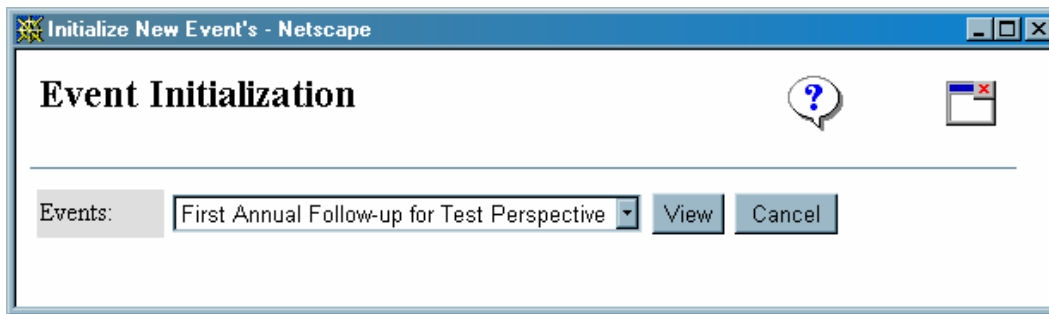 Initialize New Event's - Netscape
Event Initialization
?
Events: First Annual Follow-up for Test Perspective View Cancel